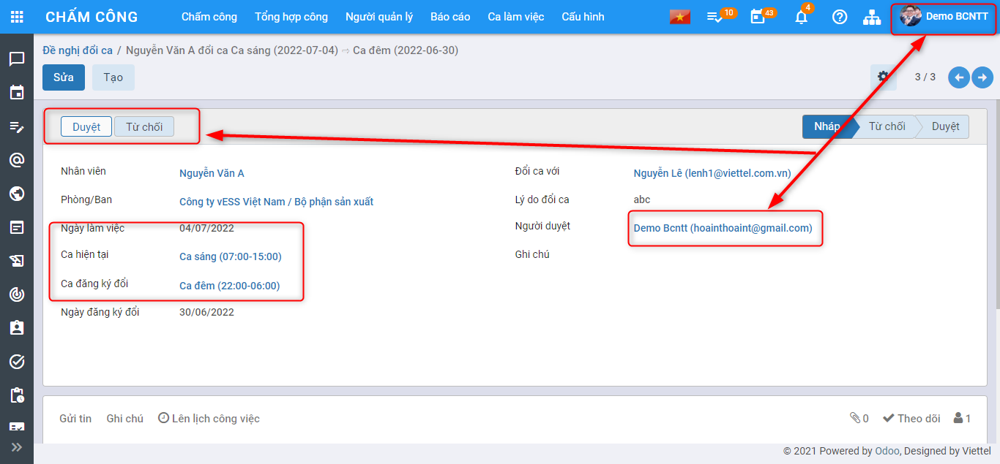 CHẤM CÔNG Chấm công Tổng hợp công Người quản lý Báo cáo Ca làm việc Cấu hình 10 43 4 Demo BCNTT
Đề nghị đổi ca / Nguyễn Văn A đổi ca Ca sáng (2022-07-04) ⇨ Ca đêm (2022-06-30)
Sửa Tạo 3 / 3
Duyệt Từ chối Nháp Từ chối Duyệt
Nhân viên Nguyễn Văn A Đổi ca với Nguyễn Lê (lenh1@viettel.com.vn)
Phòng/Ban Công ty vESS Việt Nam / Bộ phận sản xuất Lý do đổi ca abc
Ngày làm việc 04/07/2022 Người duyệt Demo Bcntt (hoainthoaint@gmail.com)
Ca hiện tại Ca sáng (07:00-15:00) Ghi chú
Ca đăng ký đổi Ca đêm (22:00-06:00)
Ngày đăng ký đổi 30/06/2022
Gửi tin Ghi chú Lên lịch công việc 0 Theo dõi 1
© 2021 Powered by Odoo, Designed by Viettel